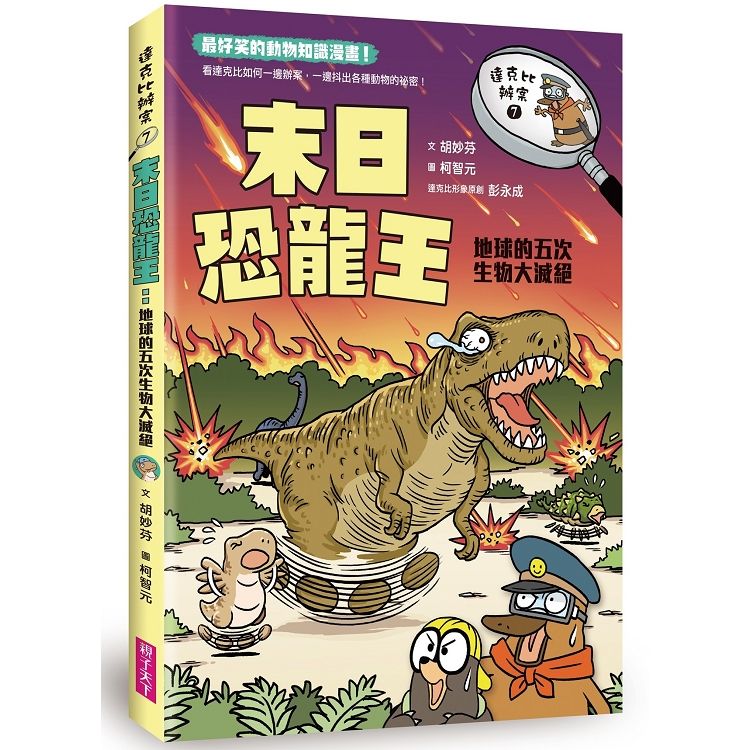 最好笑的動物知識漫畫！
看達克比如何一邊辦案，一邊抖出各種動物的祕密！
達克比
辦案
7
末日
恐龍王
文 胡妙芬
圖 柯智元
達克比形象原創 彭永成
地球的五次
生物大滅絕
達克比辦案
7
末日恐龍王：地球的五次生物大滅絕
文 胡妙芬
圖 柯智元
親子天下